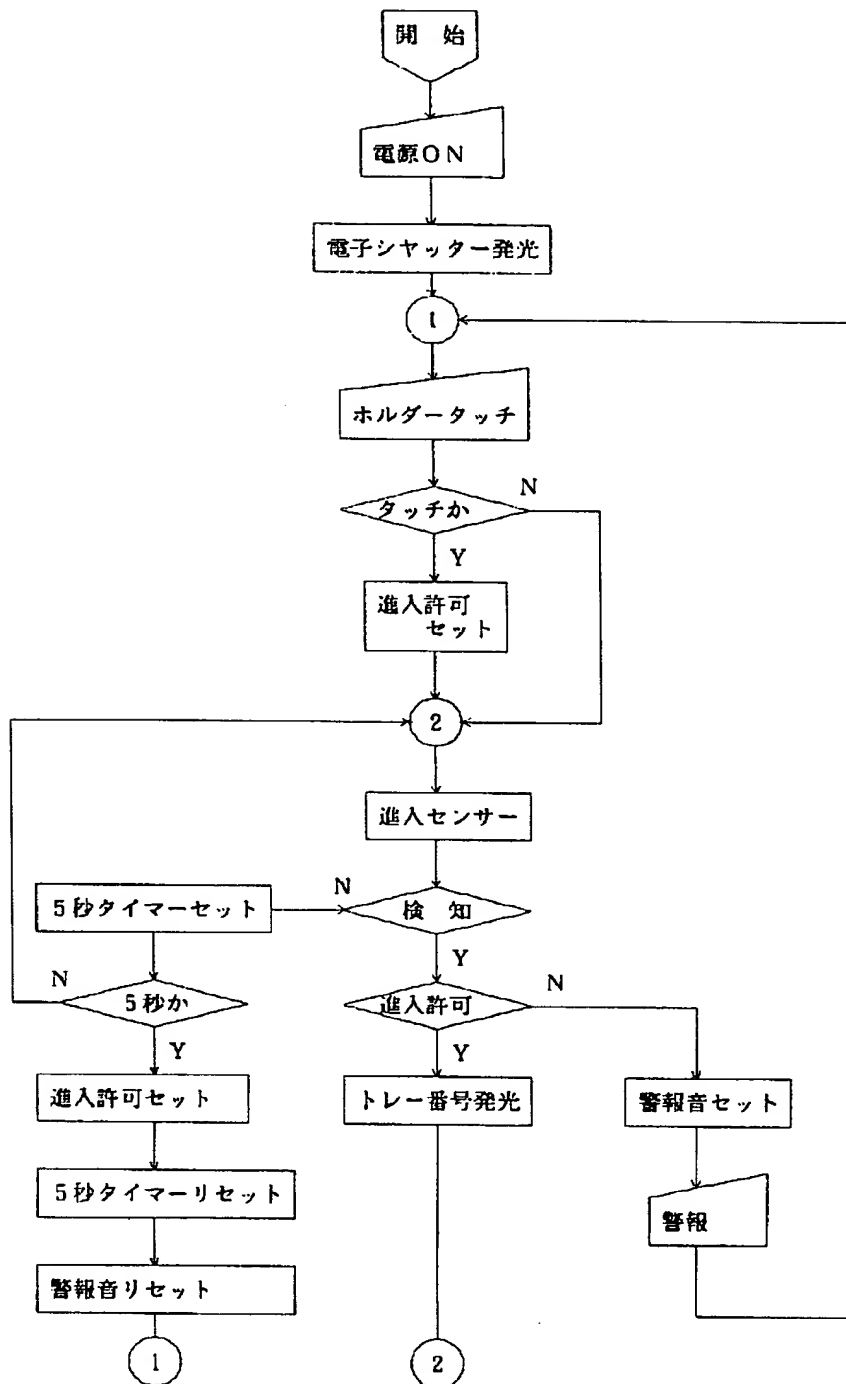 開 始
電源ON
電子シヤッター発光
1
ホルダータッチ
タッチか
N
Y
進入許可
セット
2
進入センサー
5秒タイマーセット
N
検 知
Y
N
5秒か
Y
進入許可
N
Y
進入許可セット
トレー番号発光
警報音セット
5秒タイマーリセット
警報
警報音リセット
1
2